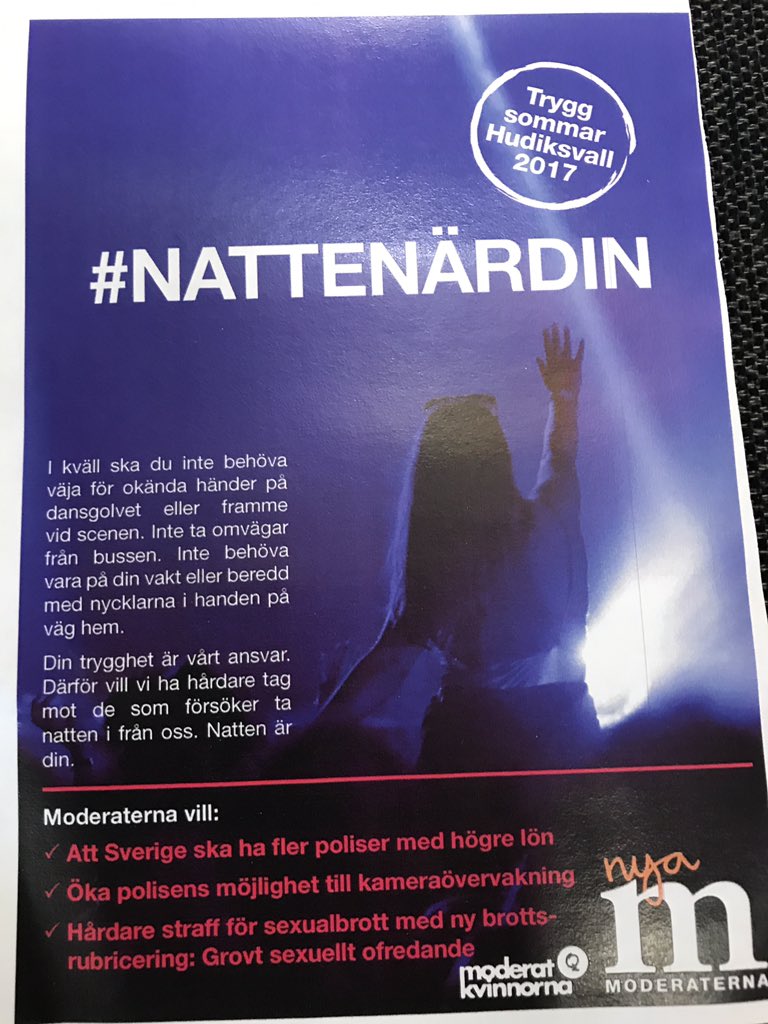 Trygg
sommar
Hudiksvall
2017
#NATTENÄRDIN
I kväll ska du inte behöva
väja för okända händer på
dansgolvet eller framme
vid scenen. Inte ta omvägar
från bussen. Inte behöva
vara på din vakt eller beredd
med nycklarna i handen på
väg hem.
Din trygghet är vårt ansvar.
Därför vill vi ha hårdare tag
mot de som försöker ta
natten i från oss. Natten är
din.
Moderaterna vill:
✓ Att Sverige ska ha fler poliser med högre lön
✓ Öka polisens möjlighet till kameraövervakning
✓ Hårdare straff för sexualbrott med ny brotts-
rubricering: Grovt sexuellt ofredande
moderat
kvinnorna
nya
m
MODERATERNA